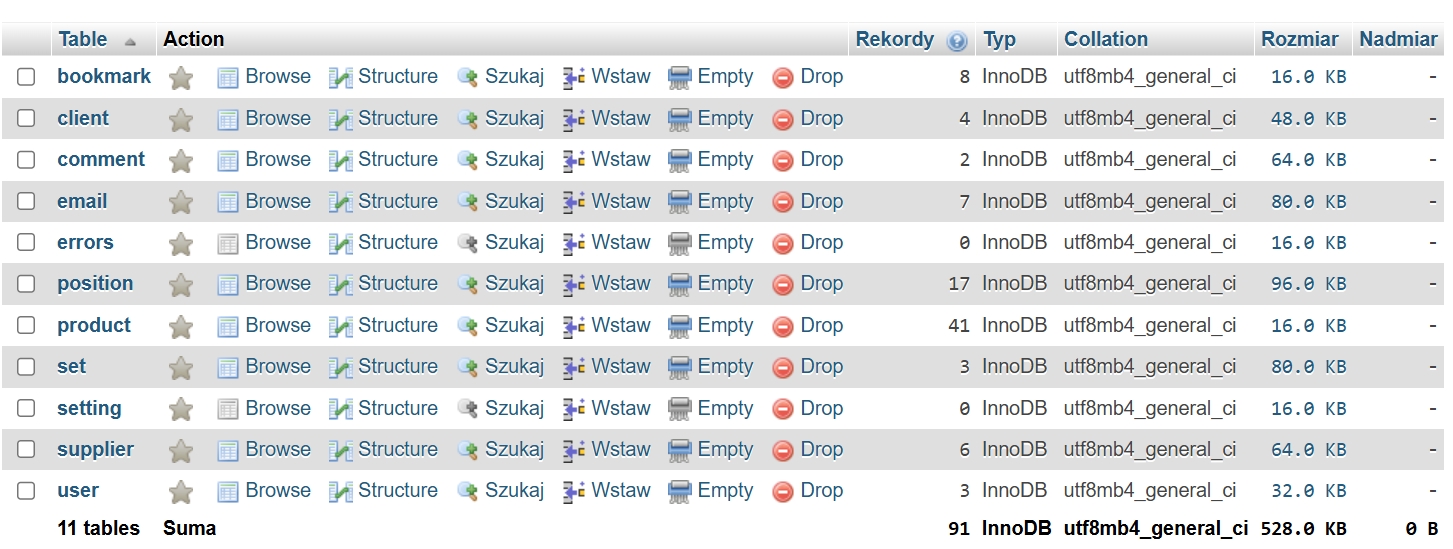 Table Action Rekordy Typ Collation Rozmiar Nadmiar
bookmark Browse Structure Szukaj Wstaw Empty Drop 8 InnoDB utf8mb4_general_ci 16.0 KB -
client Browse Structure Szukaj Wstaw Empty Drop 4 InnoDB utf8mb4_general_ci 48.0 KB -
comment Browse Structure Szukaj Wstaw Empty Drop 2 InnoDB utf8mb4_general_ci 64.0 KB -
email Browse Structure Szukaj Wstaw Empty Drop 7 InnoDB utf8mb4_general_ci 80.0 KB -
errors Browse Structure Szukaj Wstaw Empty Drop 0 InnoDB utf8mb4_general_ci 16.0 KB -
position Browse Structure Szukaj Wstaw Empty Drop 17 InnoDB utf8mb4_general_ci 96.0 KB -
product Browse Structure Szukaj Wstaw Empty Drop 41 InnoDB utf8mb4_general_ci 16.0 KB -
set Browse Structure Szukaj Wstaw Empty Drop 3 InnoDB utf8mb4_general_ci 80.0 KB -
setting Browse Structure Szukaj Wstaw Empty Drop 0 InnoDB utf8mb4_general_ci 16.0 KB -
supplier Browse Structure Szukaj Wstaw Empty Drop 6 InnoDB utf8mb4_general_ci 64.0 KB -
user Browse Structure Szukaj Wstaw Empty Drop 3 InnoDB utf8mb4_general_ci 32.0 KB -
11 tables Suma 91 InnoDB utf8mb4_general_ci 528.0 KB 0 B